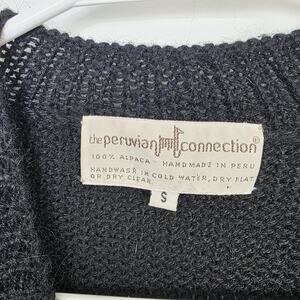 the peruvian connection®
100% ALPACA - HANDMADE IN PERU
HANDWASH IN COLD WATER, DRY FLAT
OR DRY CLEAN
S